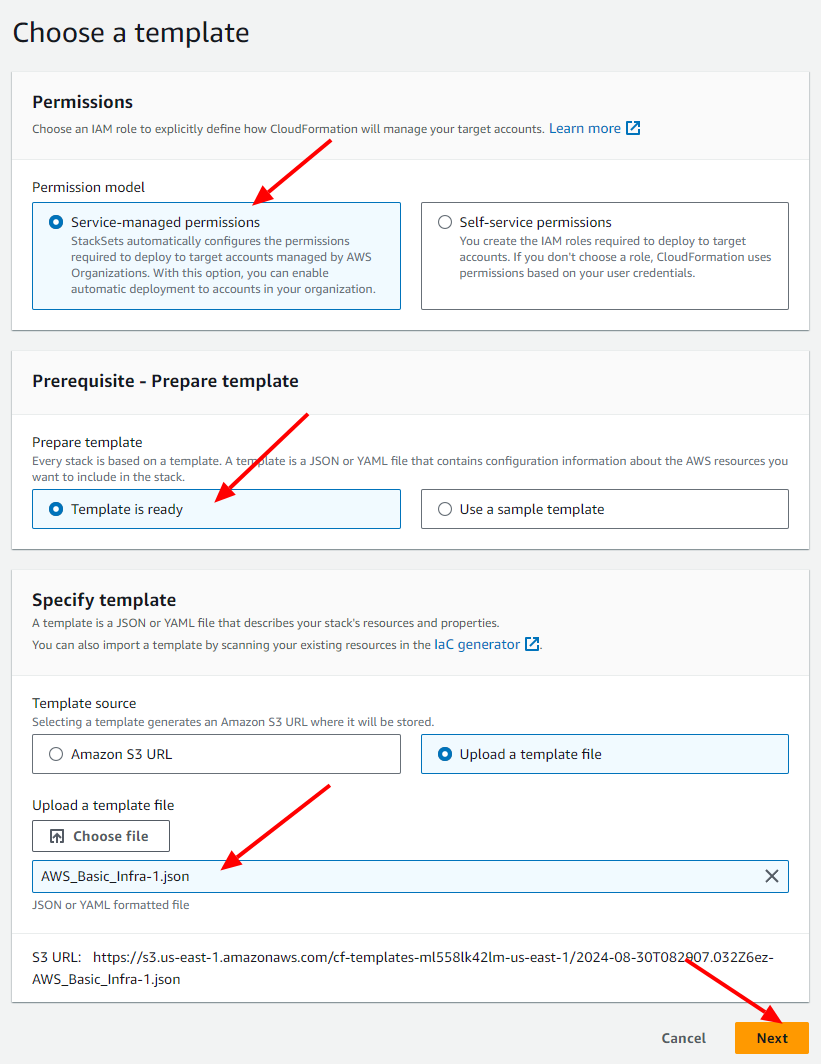 Choose a template
Permissions
Choose an IAM role to explicitly define how CloudFormation will manage your target accounts. Learn more
Permission model
Service-managed permissions
StackSets automatically configures the permissions
required to deploy to target accounts managed by AWS
Organizations. With this option, you can enable
automatic deployment to accounts in your organization.
Self-service permissions
You create the IAM roles required to deploy to target
accounts. If you don't choose a role, CloudFormation uses
permissions based on your user credentials.
Prerequisite - Prepare template
Prepare template
Every stack is based on a template. A template is a JSON or YAML file that contains configuration information about the AWS resources you
want to include in the stack.
Template is ready
Use a sample template
Specify template
A template is a JSON or YAML file that describes your stack's resources and properties.
You can also import a template by scanning your existing resources in the IaC generator.
Template source
Selecting a template generates an Amazon S3 URL where it will be stored.
Amazon S3 URL
Upload a template file
Upload a template file
Choose file
AWS_Basic_Infra-1.json
JSON or YAML formatted file
S3 URL: https://s3.us-east-1.amazonaws.com/cf-templates-ml558lk42lm-us-east-1/2024-08-30T082907.032Z6ez-
AWS_Basic_Infra-1.json
Cancel
Next